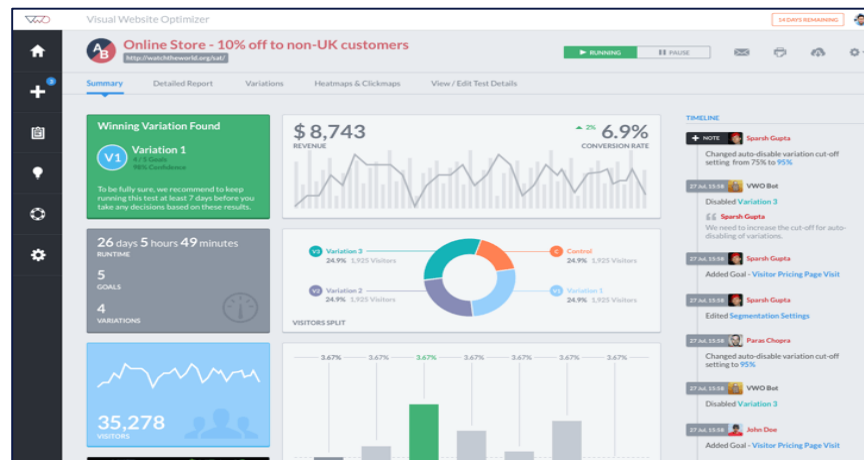 VWO
Visual Website Optimizer
14 DAYS REMAINING
AB
Online Store - 10% off to non-UK customers
http://watchtheworld.org/sat/
RUNNING
PAUSE
3
Summary
Detailed Report
Variations
Heatmaps & Clickmaps
View / Edit Test Details
Winning Variation Found
V1
Variation 1
4 / 5 Goals
98% Confidence
To be fully sure, we recommend to keep
running this test at least 7 days before you
take any decisions based on these results.
$ 8,743
REVENUE
2%
6.9%
CONVERSION RATE
26 days 5 hours 49 minutes
RUNTIME
5
GOALS
4
VARIATIONS
V3 Variation 3
24.9% 1,925 Visitors
C Control
24.9% 1,925 Visitors
V2 Variation 2
24.9% 1,925 Visitors
V1 Variation 1
24.9% 1,925 Visitors
VISITORS SPLIT
35,278
VISITORS
3.67% 3.67% 3.67% 3.67% 3.67% 3.67% 3.67%
TIMELINE
NOTE Sparsh Gupta
Changed auto-disable variation cut-off
setting from 75% to 95%
27 Jul, 15:58 VWO Bot
Disabled Variation 3
Sparsh Gupta
We need to increase the cut-off for auto-
disabling of variations.
27 Jul, 15:58 Sparsh Gupta
Added Goal - Visitor Pricing Page Visit
27 Jul, 15:58 Sparsh Gupta
Edited Segmentation Settings
27 Jul, 15:58 Paras Chopra
Changed auto-disable variation cut-off
setting to 95%
27 Jul, 15:58 VWO Bot
Disabled Variation 3
27 Jul, 15:58 John Doe
Added Goal - Visitor Pricing Page Visit